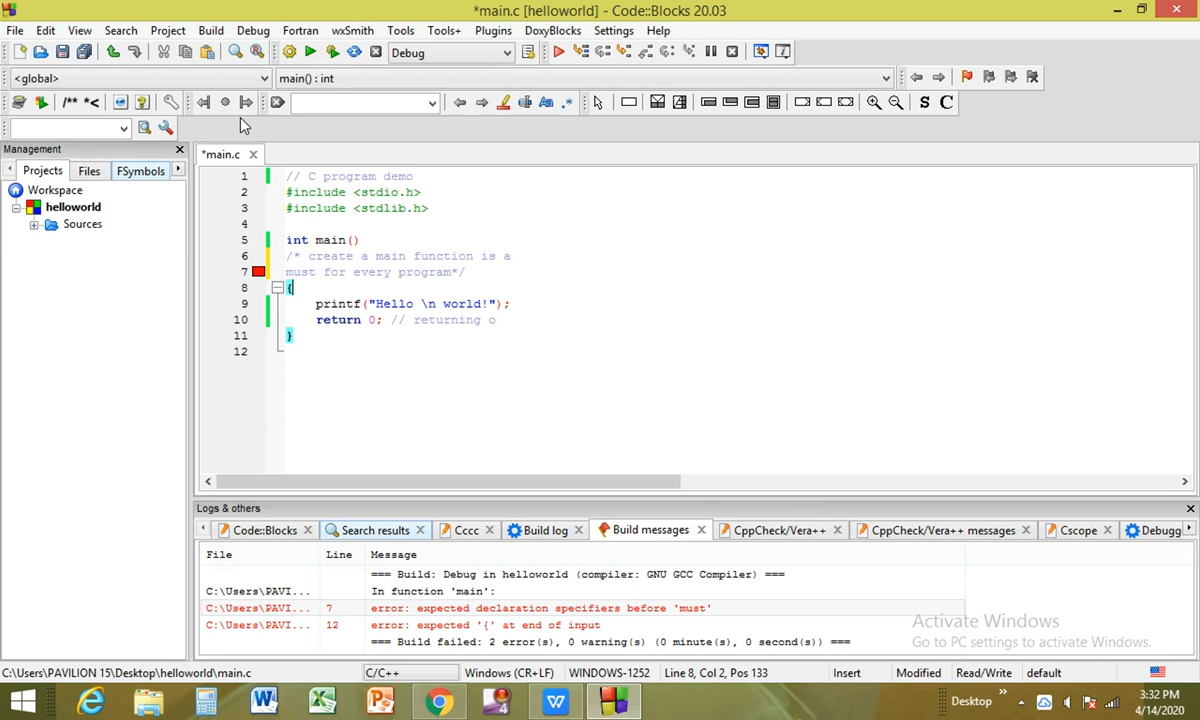 *main.c [helloworld] - Code::Blocks 20.03
File Edit View Search Project Build Debug Fortran wxSmith Tools Tools+ Plugins DoxyBlocks Settings Help
Debug
<global> main() : int
/** *<
S C
Management
Projects Files FSymbols
Workspace
helloworld
Sources
*main.c
1 // C program demo
2 #include <stdio.h>
3 #include <stdlib.h>
4
5 int main()
6 /* create a main function is a
7 must for every program*/
8 {
9 printf("Hello \n world!");
10 return 0; // returning o
11 }
12
Logs & others
Code::Blocks Search results Cccc Build log Build messages CppCheck/Vera++ CppCheck/Vera++ messages Cscope Debugg
File Line Message
=== Build: Debug in helloworld (compiler: GNU GCC Compiler) ===
C:\Users\PAVI... In function 'main':
C:\Users\PAVI... 7 error: expected declaration specifiers before 'must'
C:\Users\PAVI... 12 error: expected '{' at end of input
=== Build failed: 2 error(s), 0 warning(s) (0 minute(s), 0 second(s)) ===
Activate Windows
Go to PC settings to activate Windows.
C:\Users\PAVILION 15\Desktop\helloworld\main.c C/C++ Windows (CR+LF) WINDOWS-1252 Line 8, Col 2, Pos 133 Insert Modified Read/Write default
Desktop
3:32 PM
4/14/2020